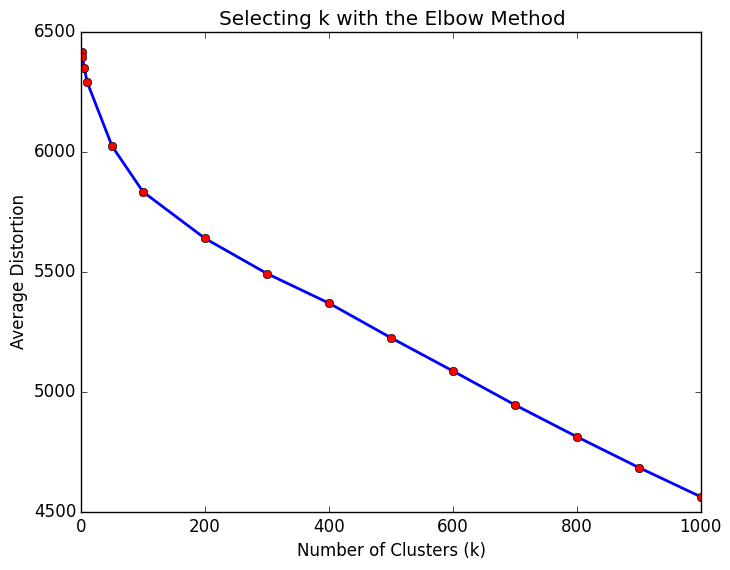 Selecting k with the Elbow Method
6500
6000
5500
5000
4500
Average Distortion
0 200 400 600 800 1000
Number of Clusters (k)